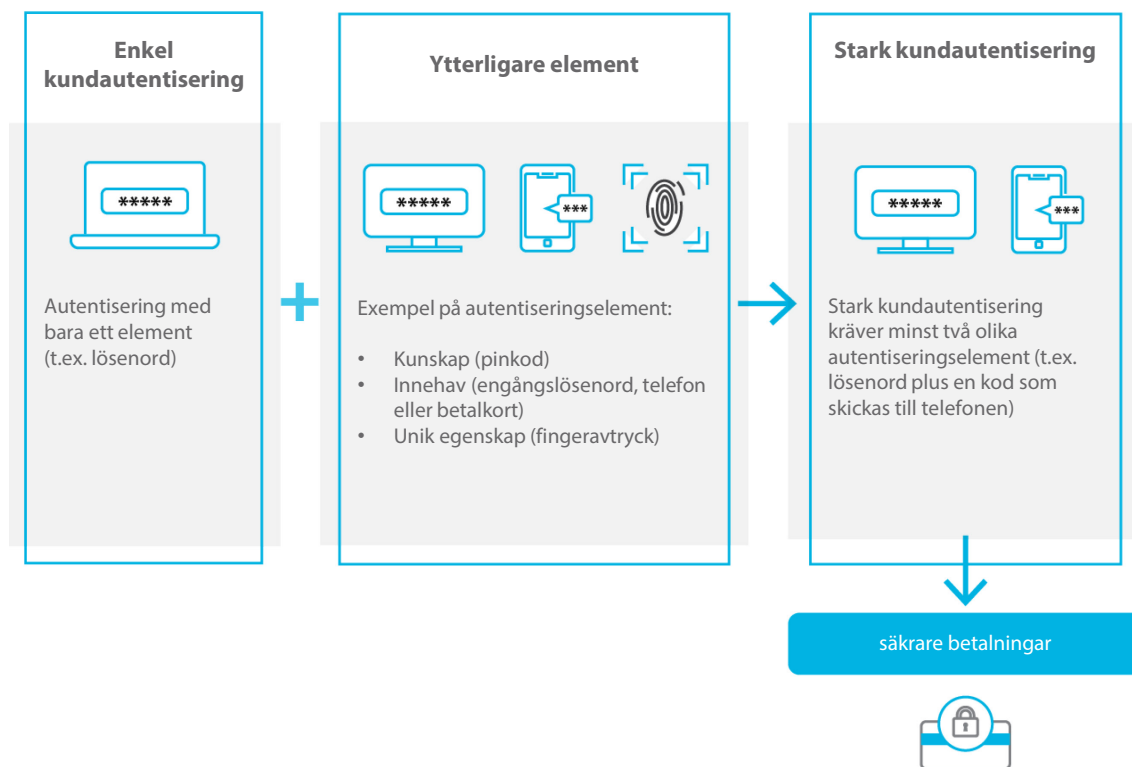 Enkel
kundautentisering
*****
Autentisering med
bara ett element
(t.ex. lösenord)
+
Ytterligare element
*****
***
Exempel på autentiseringselement:
• Kunskap (pinkod)
• Innehav (engångslösenord, telefon
eller betalkort)
• Unik egenskap (fingeravtryck)
Stark kundautentisering
*****
***
Stark kundautentisering
kräver minst två olika
autentiseringselement (t.ex.
lösenord plus en kod som
skickas till telefonen)
säkrare betalningar